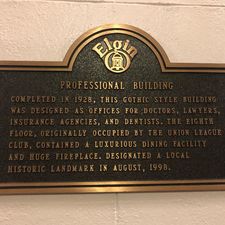 Elgin
PROFESSIONAL BUILDING
COMPLETED IN 1928, THIS GOTHIC STYLE BUILDING
WAS DESIGNED AS OFFICES FOR DOCTORS, LAWYERS,
INSURANCE AGENCIES, AND DENTISTS. THE EIGHTH
FLOOR, ORIGINALLY OCCUPIED BY THE UNION LEAGUE
CLUB, CONTAINED A LUXURIOUS DINING FACILITY
AND HUGE FIREPLACE. DESIGNATED A LOCAL
HISTORIC LANDMARK IN AUGUST, 1998.